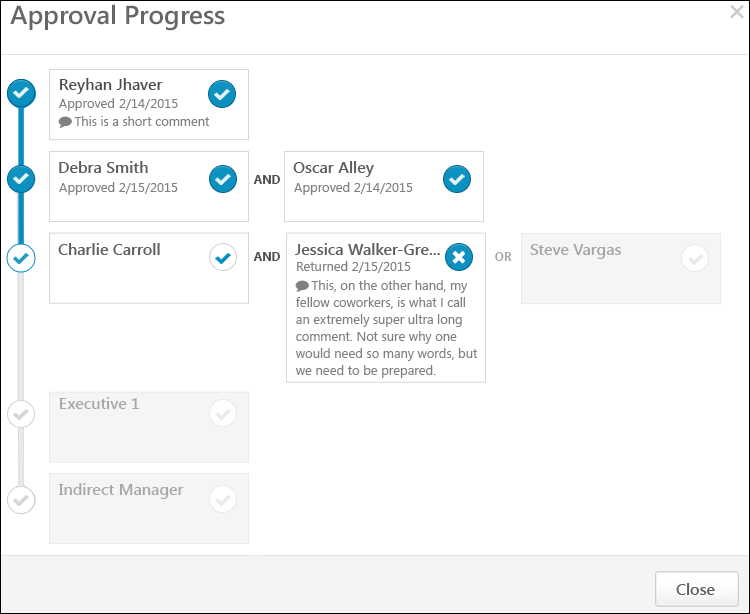 Approval Progress
Reyhan Jhaver
Approved 2/14/2015
This is a short comment
Debra Smith
Approved 2/15/2015
AND
Oscar Alley
Approved 2/14/2015
Charlie Carroll
AND
Jessica Walker-Gre...
Returned 2/15/2015
This, on the other hand, my
fellow coworkers, is what I call
an extremely super ultra long
comment. Not sure why one
would need so many words, but
we need to be prepared.
OR
Steve Vargas
Executive 1
Indirect Manager
Close